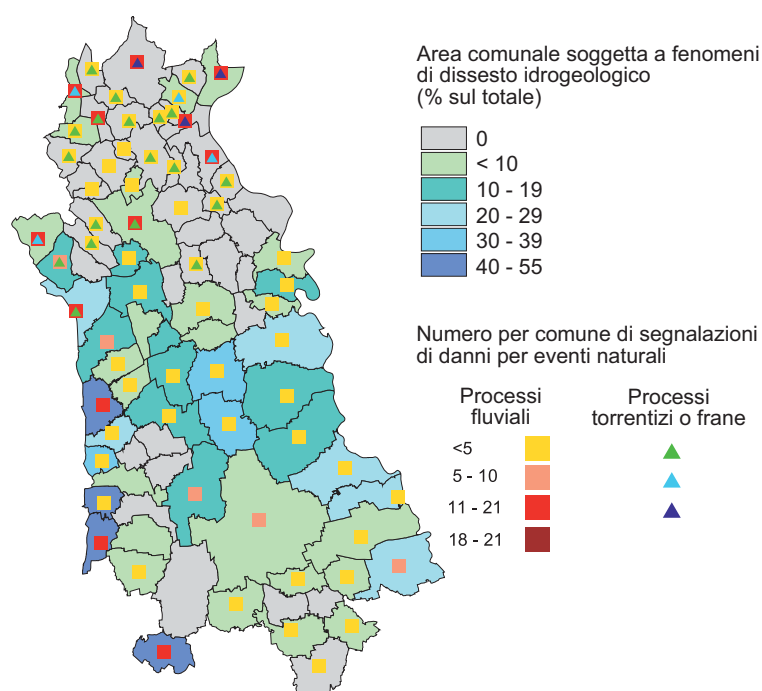 Area comunale soggetta a fenomeni
di dissesto idrogeologico
(% sul totale)
0
< 10
10 - 19
20 - 29
30 - 39
40 - 55
Numero per comune di segnalazioni
di danni per eventi naturali
Processi fluviali
Processi torrentizi o frane
<5
5 - 10
11 - 21
18 - 21